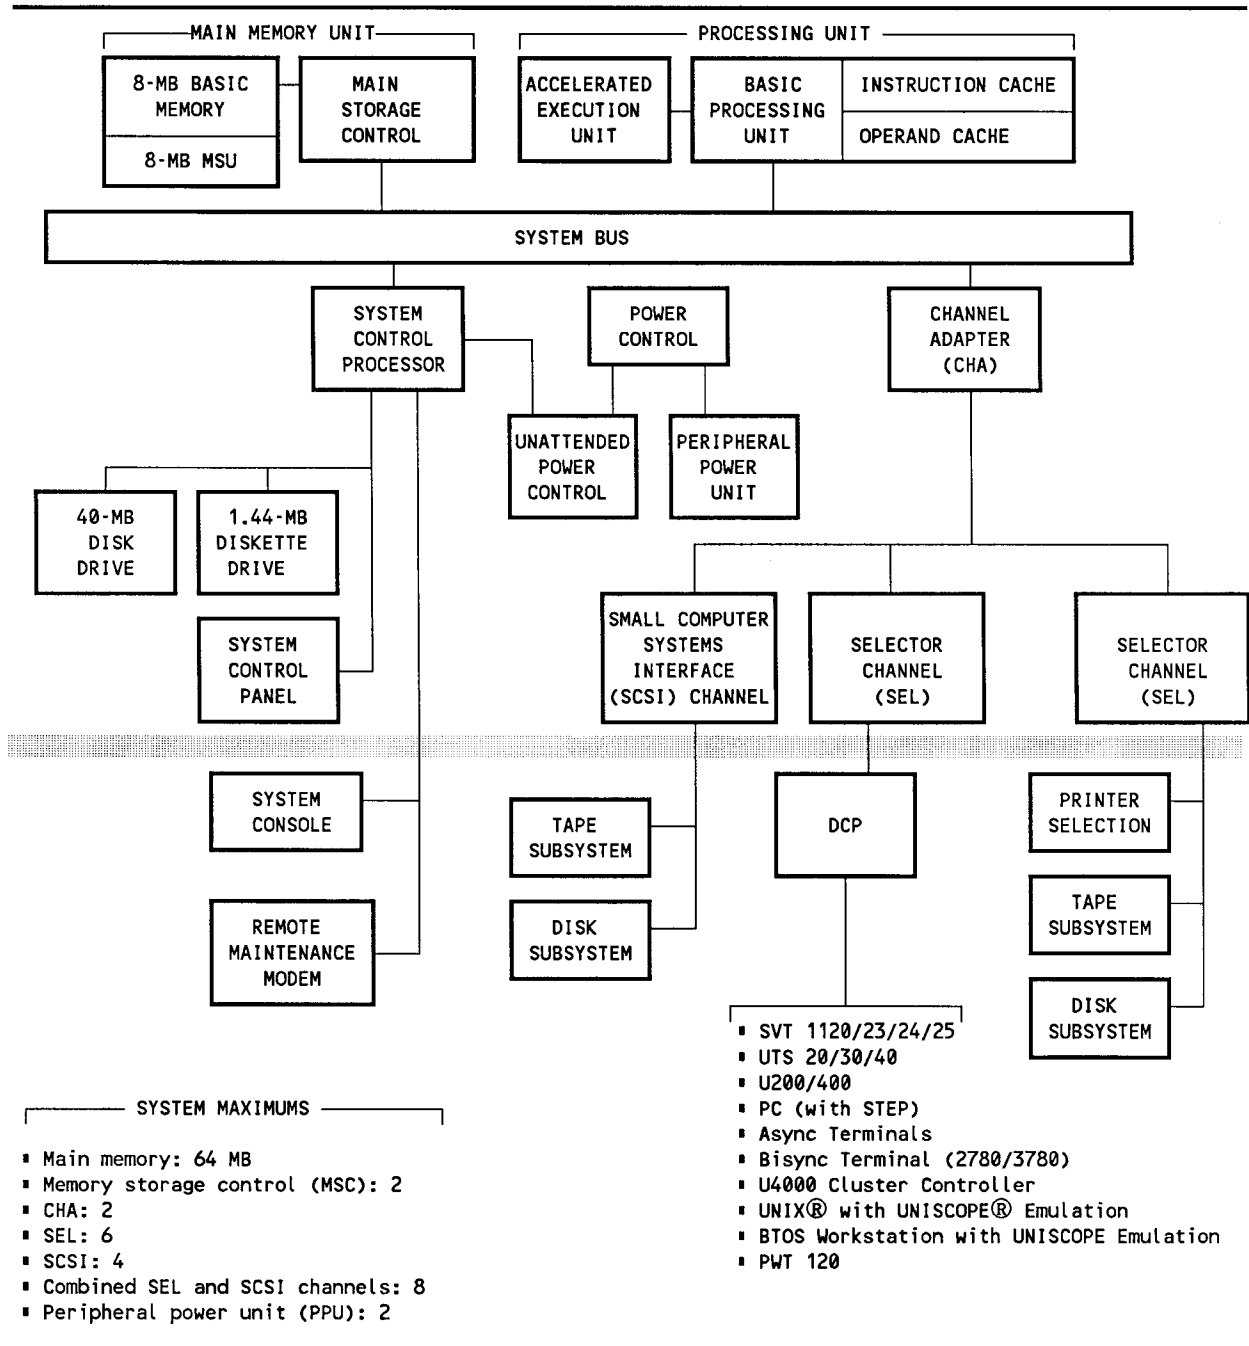 MAIN MEMORY UNIT
PROCESSING UNIT
8-MB BASIC
MEMORY
8-MB MSU
MAIN
STORAGE
CONTROL
ACCELERATED
EXECUTION
UNIT
BASIC
PROCESSING
UNIT
INSTRUCTION CACHE
OPERAND CACHE
SYSTEM BUS
SYSTEM
CONTROL
PROCESSOR
POWER
CONTROL
CHANNEL
ADAPTER
(CHA)
UNATTENDED
POWER
CONTROL
PERIPHERAL
POWER
UNIT
40-MB
DISK
DRIVE
1.44-MB
DISKETTE
DRIVE
SYSTEM
CONTROL
PANEL
SMALL COMPUTER
SYSTEMS
INTERFACE
(SCSI) CHANNEL
SELECTOR
CHANNEL
(SEL)
SELECTOR
CHANNEL
(SEL)
SYSTEM
CONSOLE
REMOTE
MAINTENANCE
MODEM
TAPE
SUBSYSTEM
DISK
SUBSYSTEM
DCP
PRINTER
SELECTION
TAPE
SUBSYSTEM
DISK
SUBSYSTEM
▪ SVT 1120/23/24/25
▪ UTS 20/30/40
▪ U200/400
▪ PC (with STEP)
▪ Async Terminals
▪ Bisync Terminal (2780/3780)
▪ U4000 Cluster Controller
▪ UNIX® with UNISCOPE® Emulation
▪ BTOS Workstation with UNISCOPE Emulation
▪ PWT 120
SYSTEM MAXIMUMS
▪ Main memory: 64 MB
▪ Memory storage control (MSC): 2
▪ CHA: 2
▪ SEL: 6
▪ SCSI: 4
▪ Combined SEL and SCSI channels: 8
▪ Peripheral power unit (PPU): 2